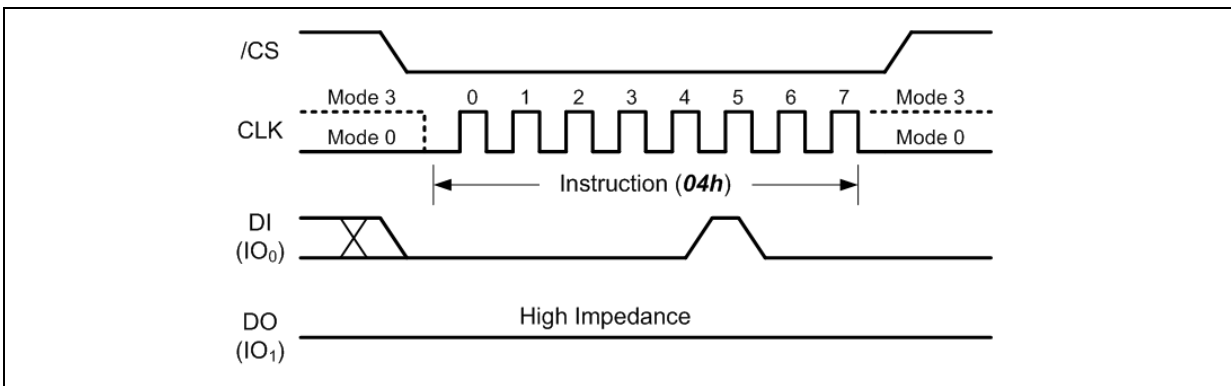 /CS
Mode 3 0 1 2 3 4 5 6 7 Mode 3
CLK
Mode 0 Mode 0
Instruction (04h)
DI
(IO₀)
High Impedance
DO
(IO₁)